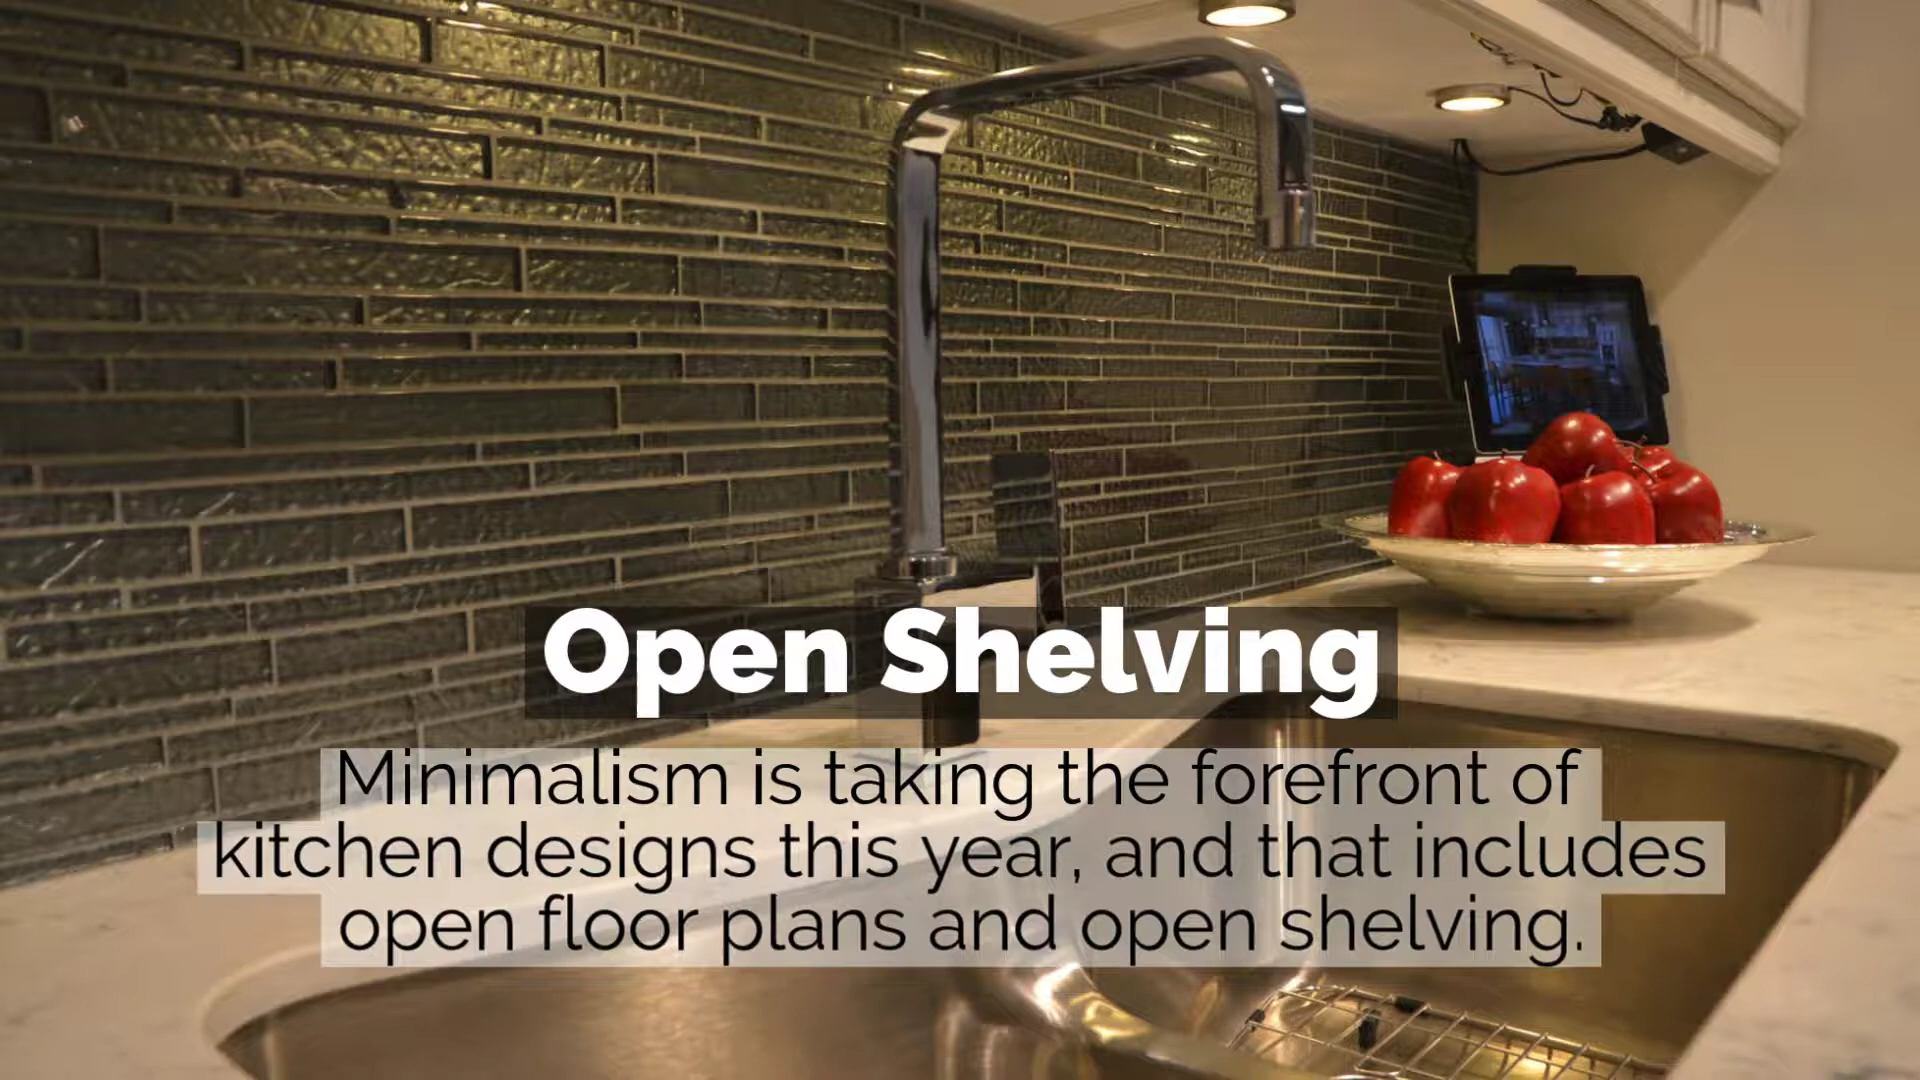 Open Shelving
Minimalism is taking the forefront of
kitchen designs this year, and that includes
open floor plans and open shelving.